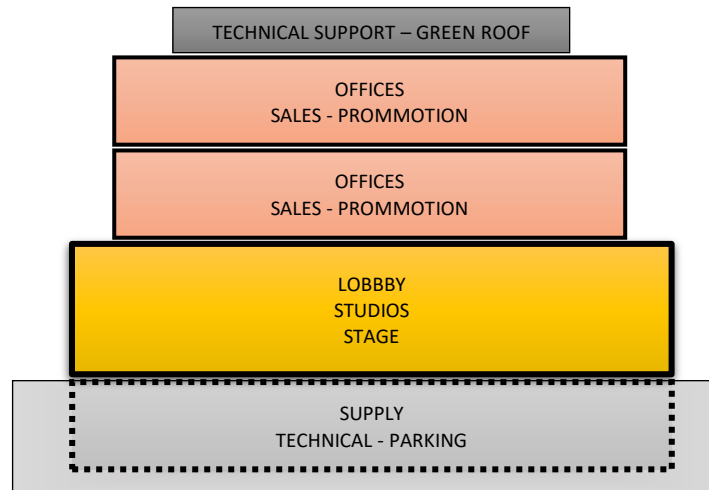 TECHNICAL SUPPORT – GREEN ROOF
OFFICES
SALES - PROMMOTION
OFFICES
SALES - PROMMOTION
LOBBBY
STUDIOS
STAGE
SUPPLY
TECHNICAL - PARKING